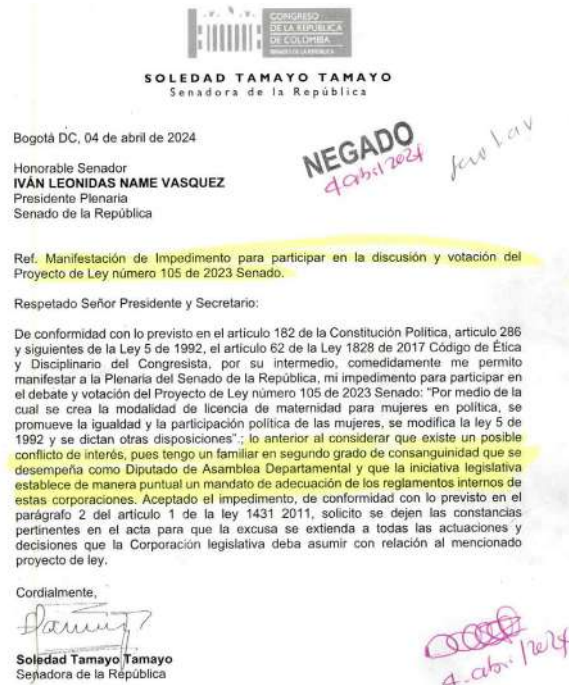 CONGRESO
DE LA REPÚBLICA
DE COLOMBIA
SOLEDAD TAMAYO TAMAYO
Senadora de la República
Bogotá DC, 04 de abril de 2024
NEGADO
4 abril 2024
Honorable Senador
IVÁN LEONIDAS NAME VASQUEZ
Presidente Plenaria
Senado de la República
Ref. Manifestación de Impedimento para participar en la discusión y votación del
Proyecto de Ley número 105 de 2023 Senado.
Respetado Señor Presidente y Secretario:
De conformidad con lo previsto en el artículo 182 de la Constitución Política, articulo 286
y siguientes de la Ley 5 de 1992, el artículo 62 de la Ley 1828 de 2017 Código de Ética
y Disciplinario del Congresista, por su intermedio, comedidamente me permito
manifestar a la Plenaria del Senado de la República, mi impedimento para participar en
el debate y votación del Proyecto de Ley número 105 de 2023 Senado: “Por medio de la
cual se crea la modalidad de licencia de maternidad para mujeres en política, se
promueve la igualdad y la participación política de las mujeres, se modifica la ley 5 de
1992 y se dictan otras disposiciones”.; lo anterior al considerar que existe un posible
conflicto de interés, pues tengo un familiar en segundo grado de consanguinidad que se
desempeña como Diputado de Asamblea Departamental y que la iniciativa legislativa
establece de manera puntual un mandato de adecuación de los reglamentos internos de
estas corporaciones. Aceptado el impedimento, de conformidad con lo previsto en el
parágrafo 2 del artículo 1 de la ley 1431 2011, solicito se dejen las constancias
pertinentes en el acta para que la excusa se extienda a todas las actuaciones y
decisiones que la Corporación legislativa deba asumir con relación al mencionado
proyecto de ley.
Cordialmente,
Soledad Tamayo Tamayo
Senadora de la República
4. abril 2024